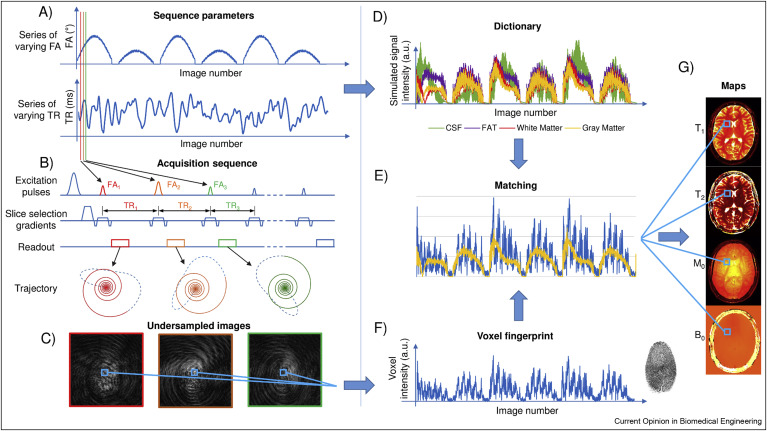 A)
Sequence parameters
Series of
varying FA
FA (°)
Image number
Series of
varying TR
TR (ms)
Image number
B)
Acquisition sequence
Excitation
pulses
FA1
FA2
FA3
Slice selection
gradients
TR1
TR2
TR3
Readout
Trajectory
C)
Undersampled images
D)
Dictionary
Simulated signal
intensity (a.u.)
Image number
CSF
FAT
White Matter
Gray Matter
E)
Matching
F)
Voxel fingerprint
Voxel
intensity (a.u.)
Image number
G)
Maps
T1
T2
M0
B0
Current Opinion in Biomedical Engineering